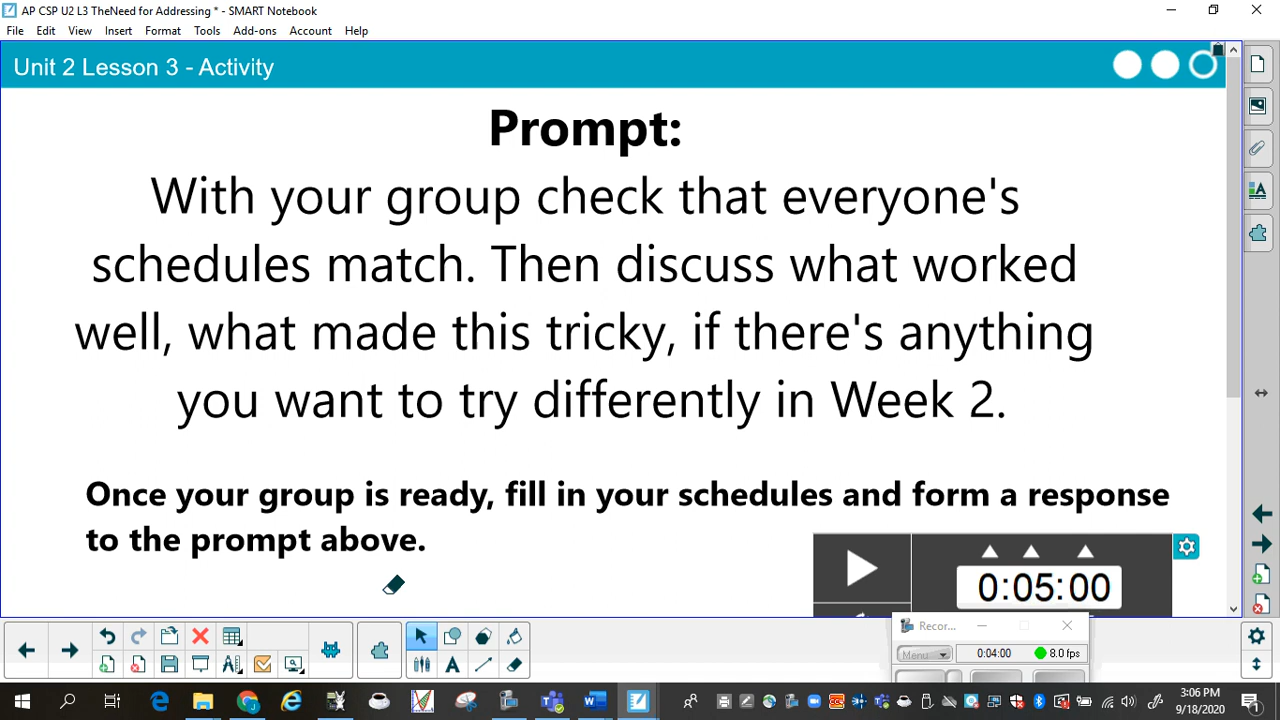 AP CSP U2 L3 TheNeed for Addressing * - SMART Notebook
File Edit View Insert Format Tools Add-ons Account Help
Unit 2 Lesson 3 - Activity
Prompt:
With your group check that everyone's
schedules match. Then discuss what worked
well, what made this tricky, if there's anything
you want to try differently in Week 2.
Once your group is ready, fill in your schedules and form a response
to the prompt above.
0:05:00
Recor...
Menu 0:04:00 8.0 fps
3:06 PM
9/18/2020